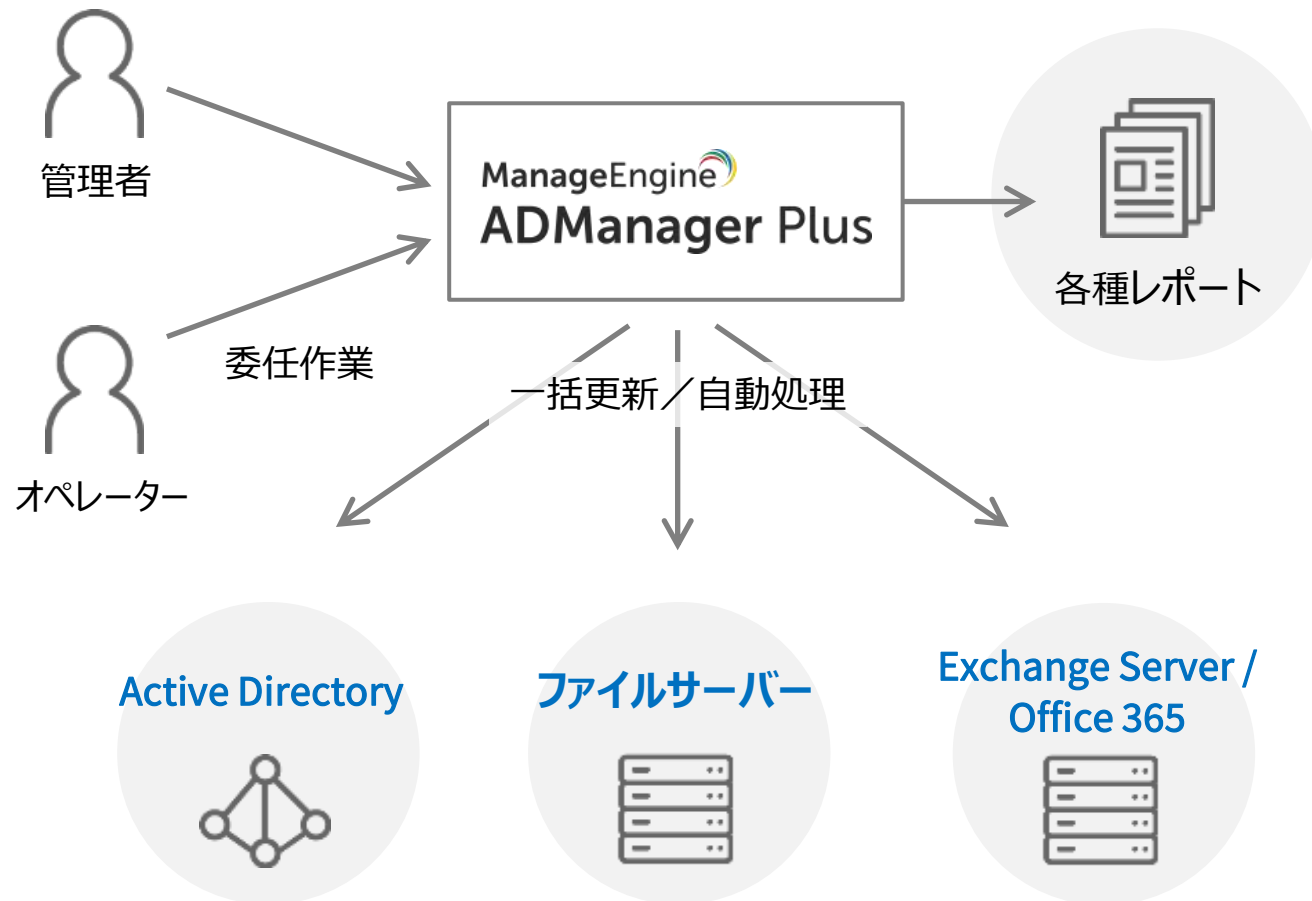 管理者
ManageEngine
ADManager Plus
各種レポート
委任作業
オペレーター
一括更新／自動処理
Active Directory
ファイルサーバー
Exchange Server /
Office 365